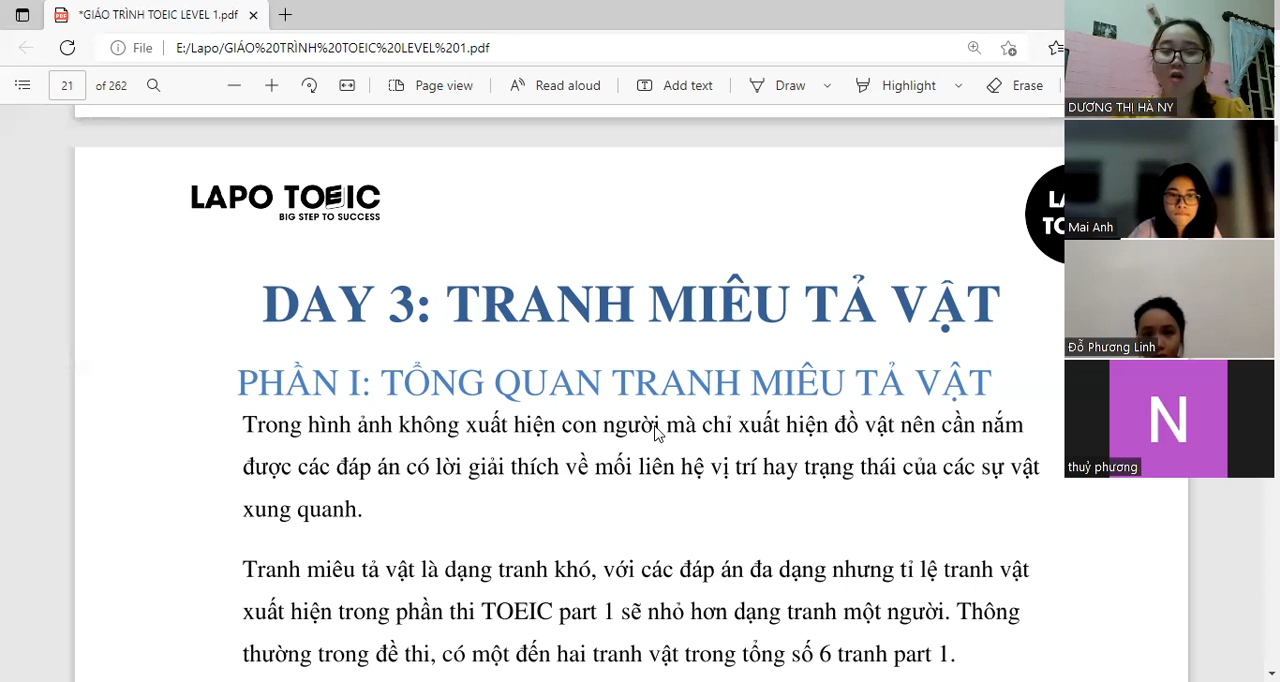 *GIÁO TRÌNH TOEIC LEVEL 1.pdf
File
E:/Lapo/GIÁO%20TRÌNH%20TOEIC%20LEVEL%201.pdf
21 of 262
Page view
Read aloud
Add text
Draw
Highlight
Erase
LAPO TOEIC
BIG STEP TO SUCCESS
DAY 3: TRANH MIÊU TẢ VẬT
PHẦN I: TỔNG QUAN TRANH MIÊU TẢ VẬT
Trong hình ảnh không xuất hiện con người mà chỉ xuất hiện đồ vật nên cần nắm
được các đáp án có lời giải thích về mối liên hệ vị trí hay trạng thái của các sự vật
xung quanh.
Tranh miêu tả vật là dạng tranh khó, với các đáp án đa dạng nhưng tỉ lệ tranh vật
xuất hiện trong phần thi TOEIC part 1 sẽ nhỏ hơn dạng tranh một người. Thông
thường trong đề thi, có một đến hai tranh vật trong tổng số 6 tranh part 1.
DƯƠNG THỊ HÀ NY
Mai Anh
Đỗ Phương Linh
N
thuỷ phương